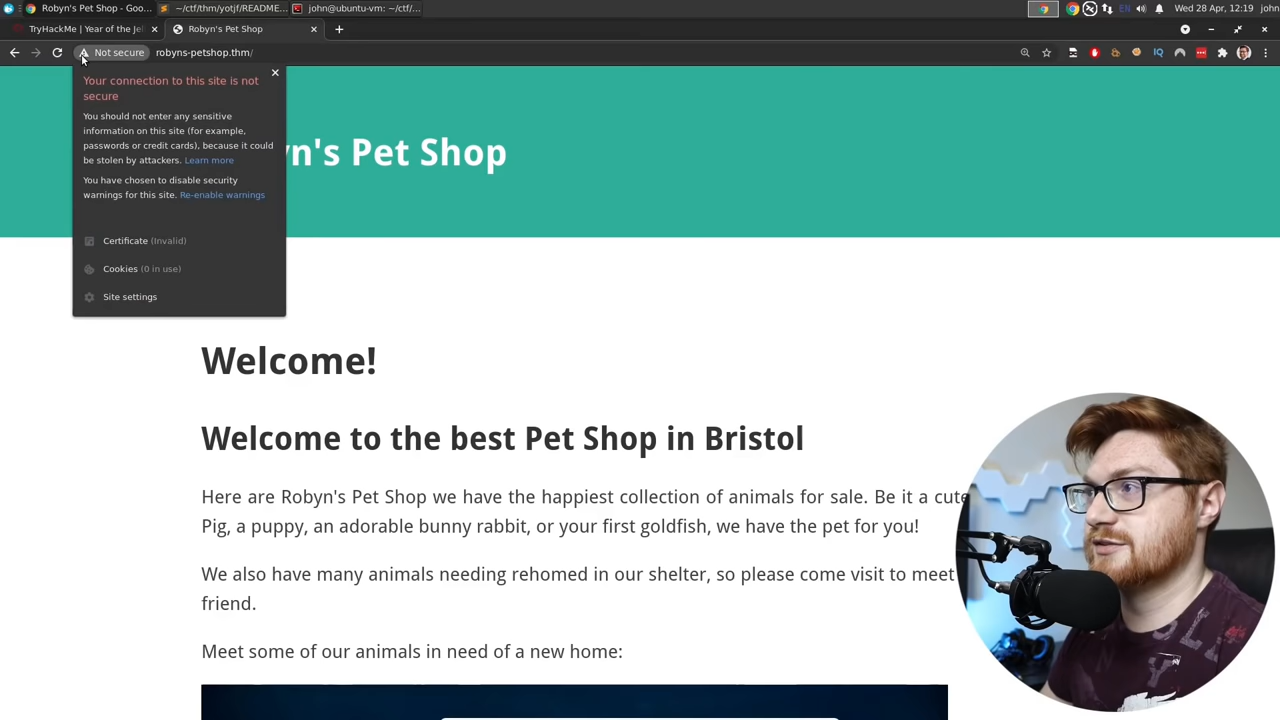 Robyn's Pet Shop - Goo...
~/ctf/thm/yotjf/README...
john@ubuntu-vm: ~/ctf/...
EN
Wed 28 Apr, 12:19
john
TryHackMe | Year of the Je
Robyn's Pet Shop
Not secure
robyns-petshop.thm/
IQ
Your connection to this site is not
secure
You should not enter any sensitive
information on this site (for example,
passwords or credit cards), because it could
be stolen by attackers. Learn more
You have chosen to disable security
warnings for this site. Re-enable warnings
Certificate (Invalid)
Cookies (0 in use)
Site settings
yn's Pet Shop
Welcome!
Welcome to the best Pet Shop in Bristol
Here are Robyn's Pet Shop we have the happiest collection of animals for sale. Be it a cute
Pig, a puppy, an adorable bunny rabbit, or your first goldfish, we have the pet for you!
We also have many animals needing rehomed in our shelter, so please come visit to meet
friend.
Meet some of our animals in need of a new home: